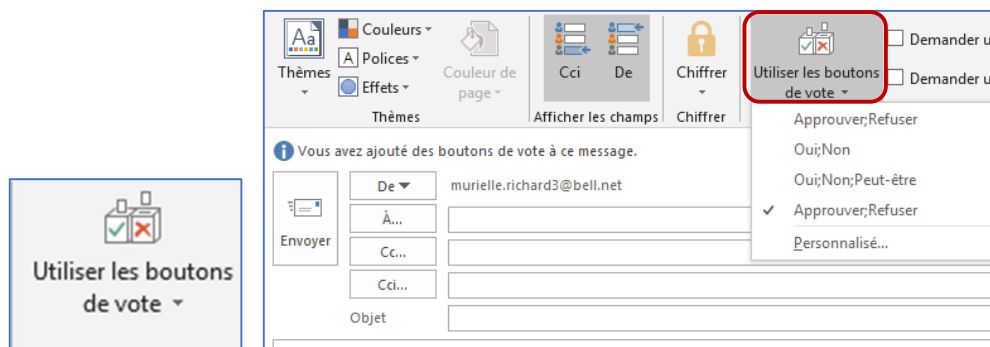 Utiliser les boutons
de vote
Aa
Thèmes
Couleurs
A Polices
Effets
Thèmes
Couleur de
page
Cci
De
Afficher les champs
Chiffrer
Chiffrer
Utiliser les boutons
de vote
Demander u
Demander u
Approuver;Refuser
Oui;Non
Oui;Non;Peut-être
Approuver;Refuser
Personnalisé...
Vous avez ajouté des boutons de vote à ce message.
Envoyer
De
murielle.richard3@bell.net
À...
Cc...
Cci...
Objet